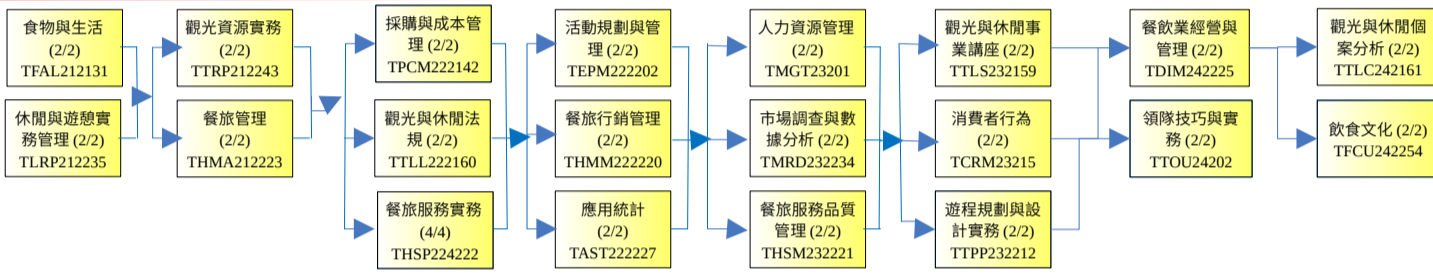 食物與生活
(2/2)
TFAL212131
休閒與遊憩實
務管理 (2/2)
TLRP212235
觀光資源實務
(2/2)
TTRP212243
餐旅管理
(2/2)
THMA212223
採購與成本管
理 (2/2)
TPCM222142
觀光與休閒法
規 (2/2)
TTLL222160
餐旅服務實務
(4/4)
THSP224222
活動規劃與管
理 (2/2)
TEPM222202
餐旅行銷管理
(2/2)
THMM222220
應用統計
(2/2)
TAST222227
人力資源管理
(2/2)
TMGT23201
市場調查與數
據分析 (2/2)
TMRD232234
餐旅服務品質
管理 (2/2)
THSM232221
觀光與休閒事
業講座 (2/2)
TTLS232159
消費者行為
(2/2)
TCRM23215
遊程規劃與設
計實務 (2/2)
TTPP232212
餐飲業經營與
管理 (2/2)
TDIM242225
領隊技巧與實
務 (2/2)
TTOU24202
觀光與休閒個
案分析 (2/2)
TTLC242161
飲食文化 (2/2)
TFCU242254